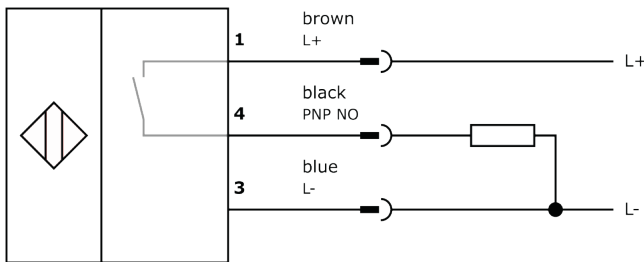 brown
1 L+ L+
black
4 PNP NO
blue
3 L- L-